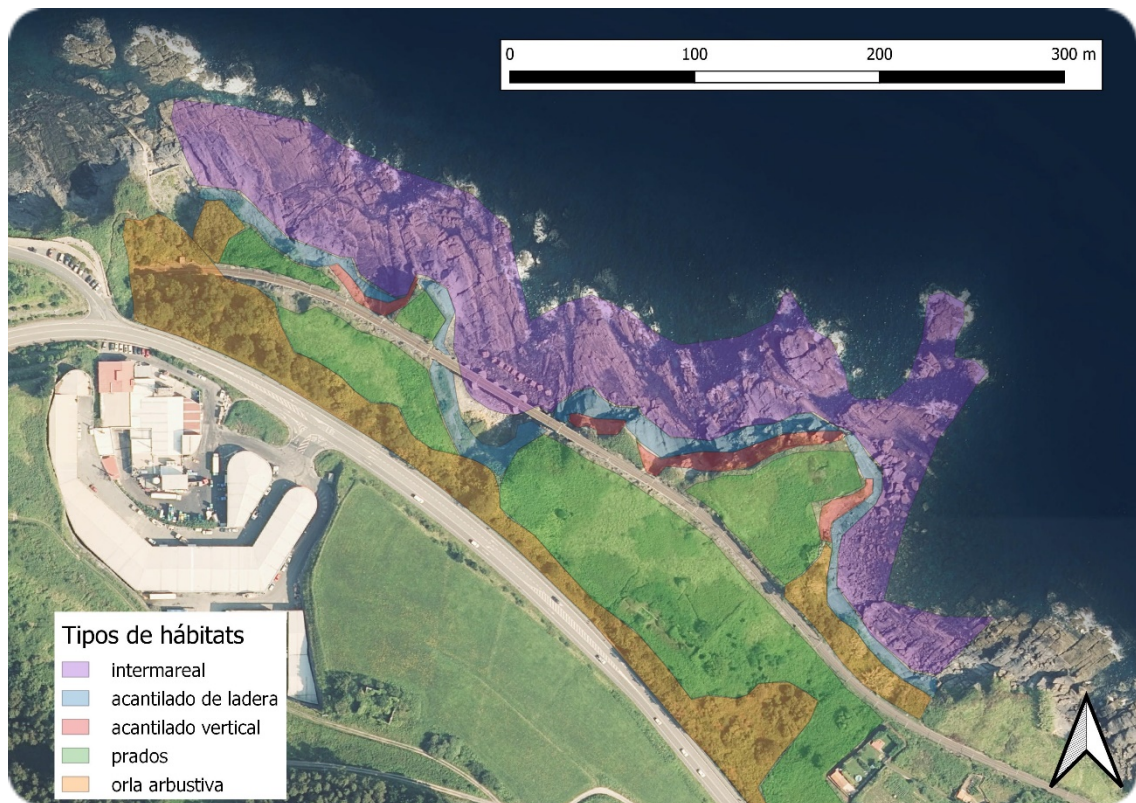 0 100 200 300 m
Tipos de hábitats
intermareal
acantilado de ladera
acantilado vertical
prados
orla arbustiva